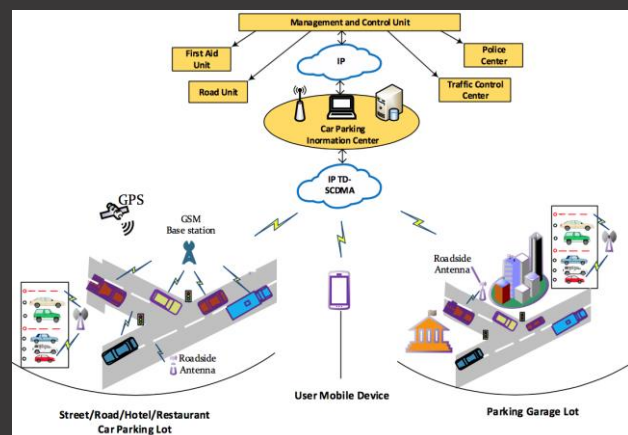 Management and Control Unit
First Aid
Unit
Police
Center
IP
Road Unit
Traffic Control
Center
Car Parking
Inormation Center
IP TD-
SCDMA
GPS
GSM
Base station
Roadside
Antenna
Roadside
Antenna
User Mobile Device
Street/Road/Hotel/Restaurant
Car Parking Lot
Parking Garage Lot